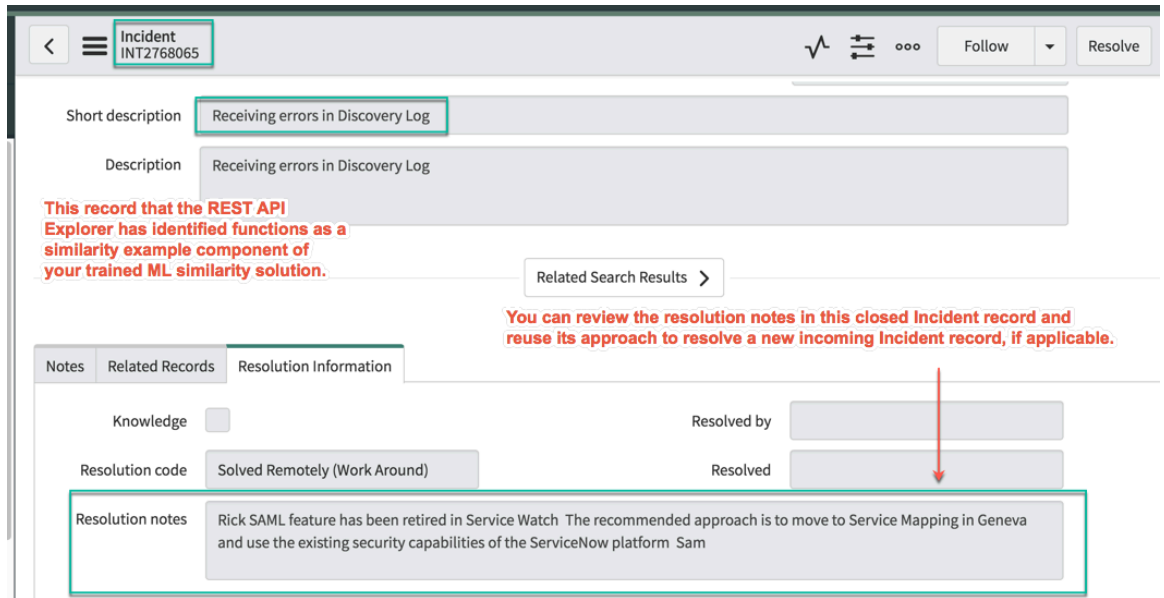 Incident
INT2768065
Follow
Resolve
Short description
Receiving errors in Discovery Log
Description
Receiving errors in Discovery Log
This record that the REST API
Explorer has identified functions as a
similarity example component of
your trained ML similarity solution.
Related Search Results
You can review the resolution notes in this closed Incident record and
reuse its approach to resolve a new incoming Incident record, if applicable.
Notes
Related Records
Resolution Information
Knowledge
Resolved by
Resolution code
Solved Remotely (Work Around)
Resolved
Resolution notes
Rick SAML feature has been retired in Service Watch The recommended approach is to move to Service Mapping in Geneva
and use the existing security capabilities of the ServiceNow platform Sam